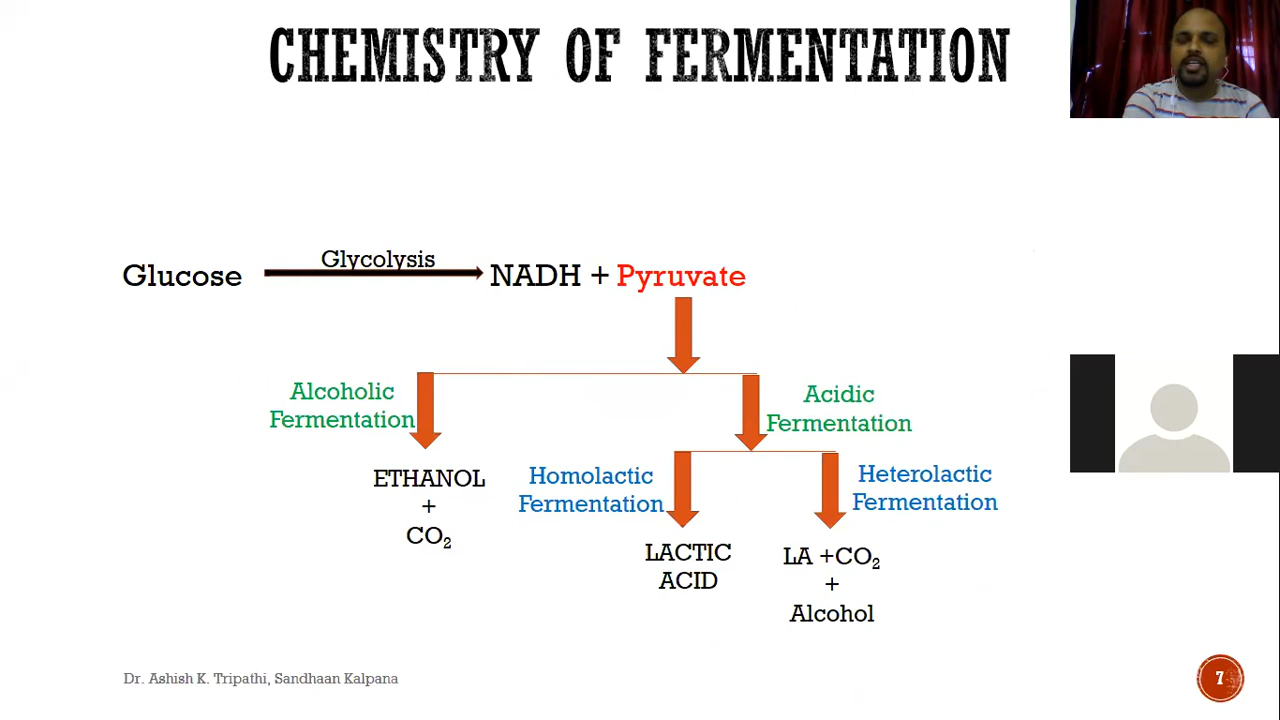 CHEMISTRY OF FERMENTATION
Glycolysis
Glucose
NADH + Pyruvate
Alcoholic
Fermentation
Acidic
Fermentation
ETHANOL
+
CO₂
Homolactic
Fermentation
Heterolactic
Fermentation
LACTIC
ACID
LA +CO₂
+
Alcohol
Dr. Ashish K. Tripathi, Sandhaan Kalpana
7